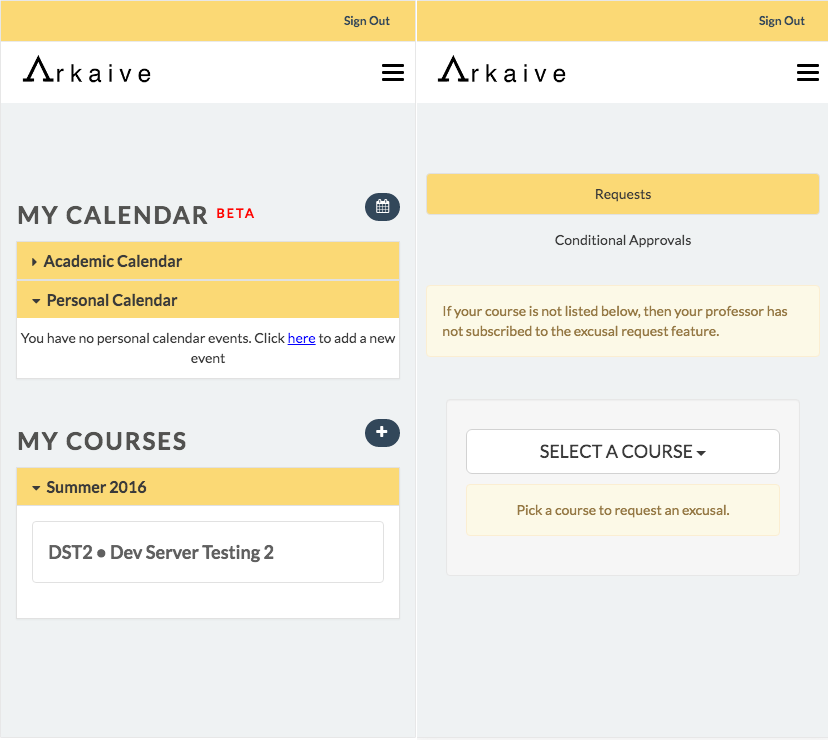 Sign Out
Arkaive
MY CALENDAR BETA
Academic Calendar
Personal Calendar
You have no personal calendar events. Click here to add a new
event
MY COURSES
Summer 2016
DST2 ● Dev Server Testing 2
Sign Out
Arkaive
Requests
Conditional Approvals
If your course is not listed below, then your professor has
not subscribed to the excusal request feature.
SELECT A COURSE
Pick a course to request an excusal.